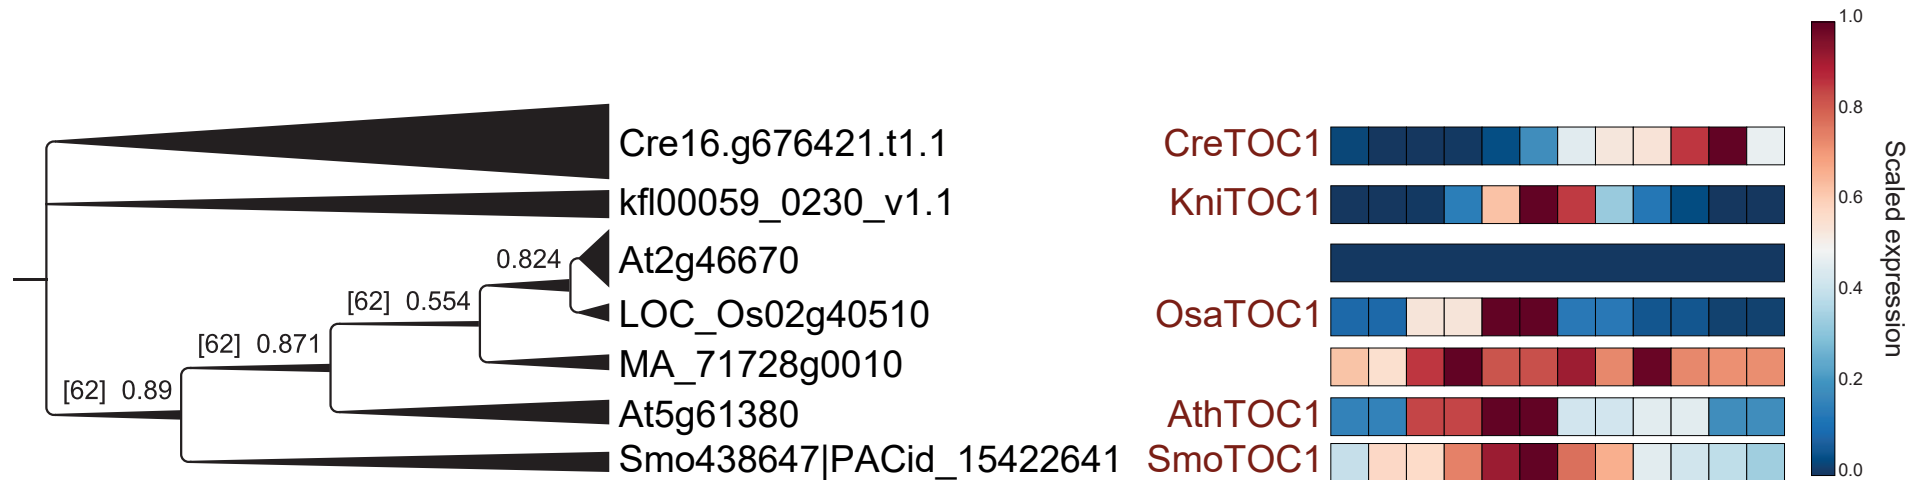 1.0
Cre16.g676421.t1.1 CreTOC1
0.8
kfl00059_0230_v1.1 KniTOC1
0.6
0.824 At2g46670
[62] 0.554 LOC_Os02g40510 OsaTOC1
0.4
[62] 0.871 MA_71728g0010
[62] 0.89 At5g61380 AthTOC1
0.2
Smo438647|PACid_15422641 SmoTOC1
0.0
Scaled expression